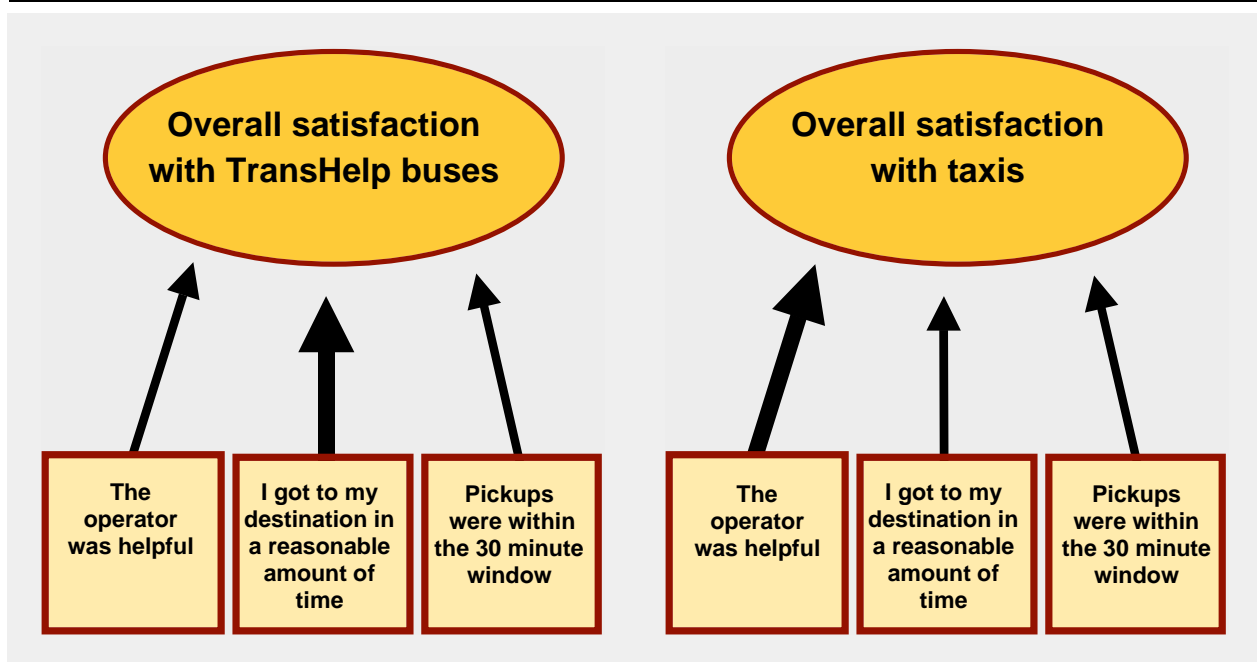 Overall satisfaction
with TransHelp buses
Overall satisfaction
with taxis
The
operator
was helpful
I got to my
destination in
a reasonable
amount of
time
Pickups
were within
the 30 minute
window
The
operator
was helpful
I got to my
destination in
a reasonable
amount of
time
Pickups
were within
the 30 minute
window